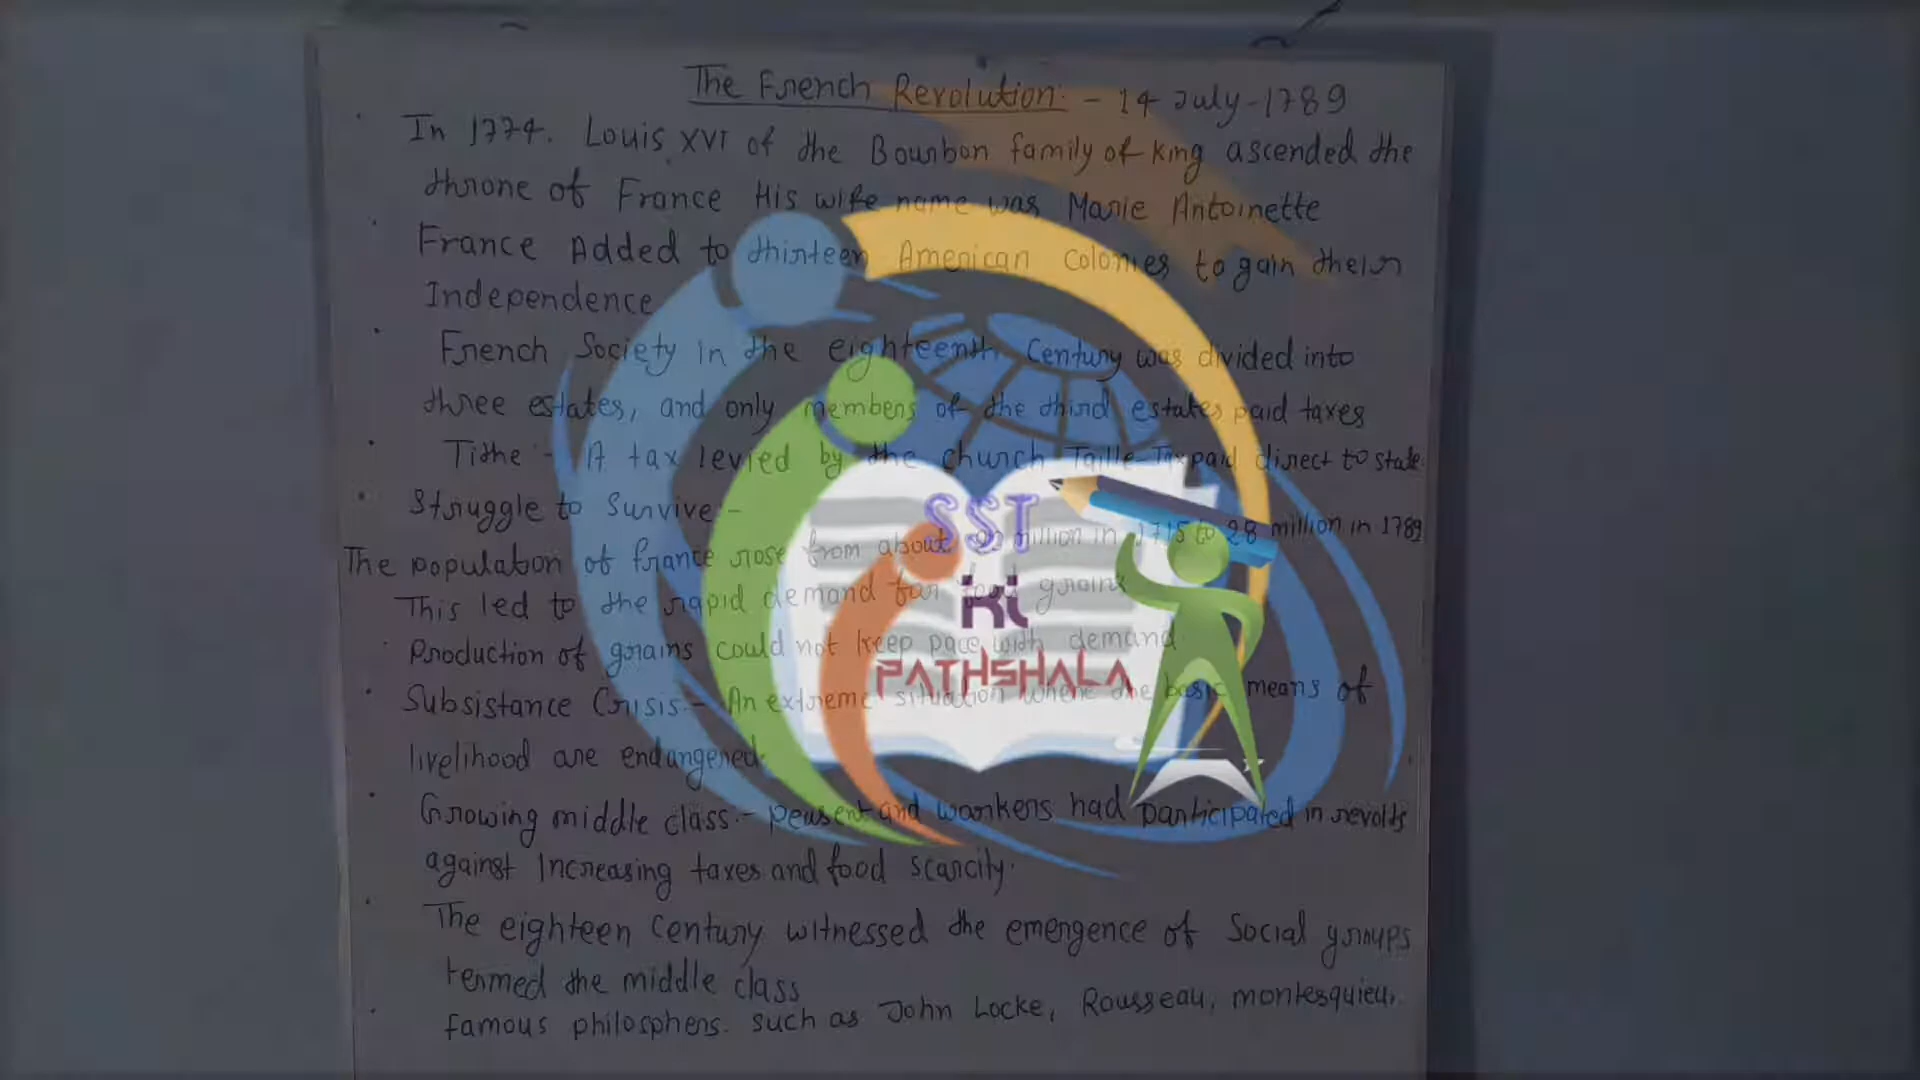 The French Revolution: - 14 July-1789
In 1774. Louis XVI of the Bourbon family of king ascended the
throne of France His wife name was Marie Antoinette
France Added to thirteen American Colonies to gain their
Independence
French Society in the eighteenth Century was divided into
three estates, and only members of the third estates paid taxes
Tithe :- A tax levied by the church Taille-Tax paid direct to state
Struggle to Survive :-
The population of france rose from about million in 1715 to 28 million in 1789
This led to the rapid demand for food grains
Production of grains could not keep pace with demand
Subsistance Crisis:- An extreme situation where the basic means of
livelihood are endangered.
Growing middle class:- peusent and workers had participated in revolts
against Increasing taxes and food scarcity.
The eighteen Century witnessed the emergence of Social groups
termed the middle class
famous philosphers. such as John Locke, Rousseau, montesquieu,
SST
ki
PATHSHALA